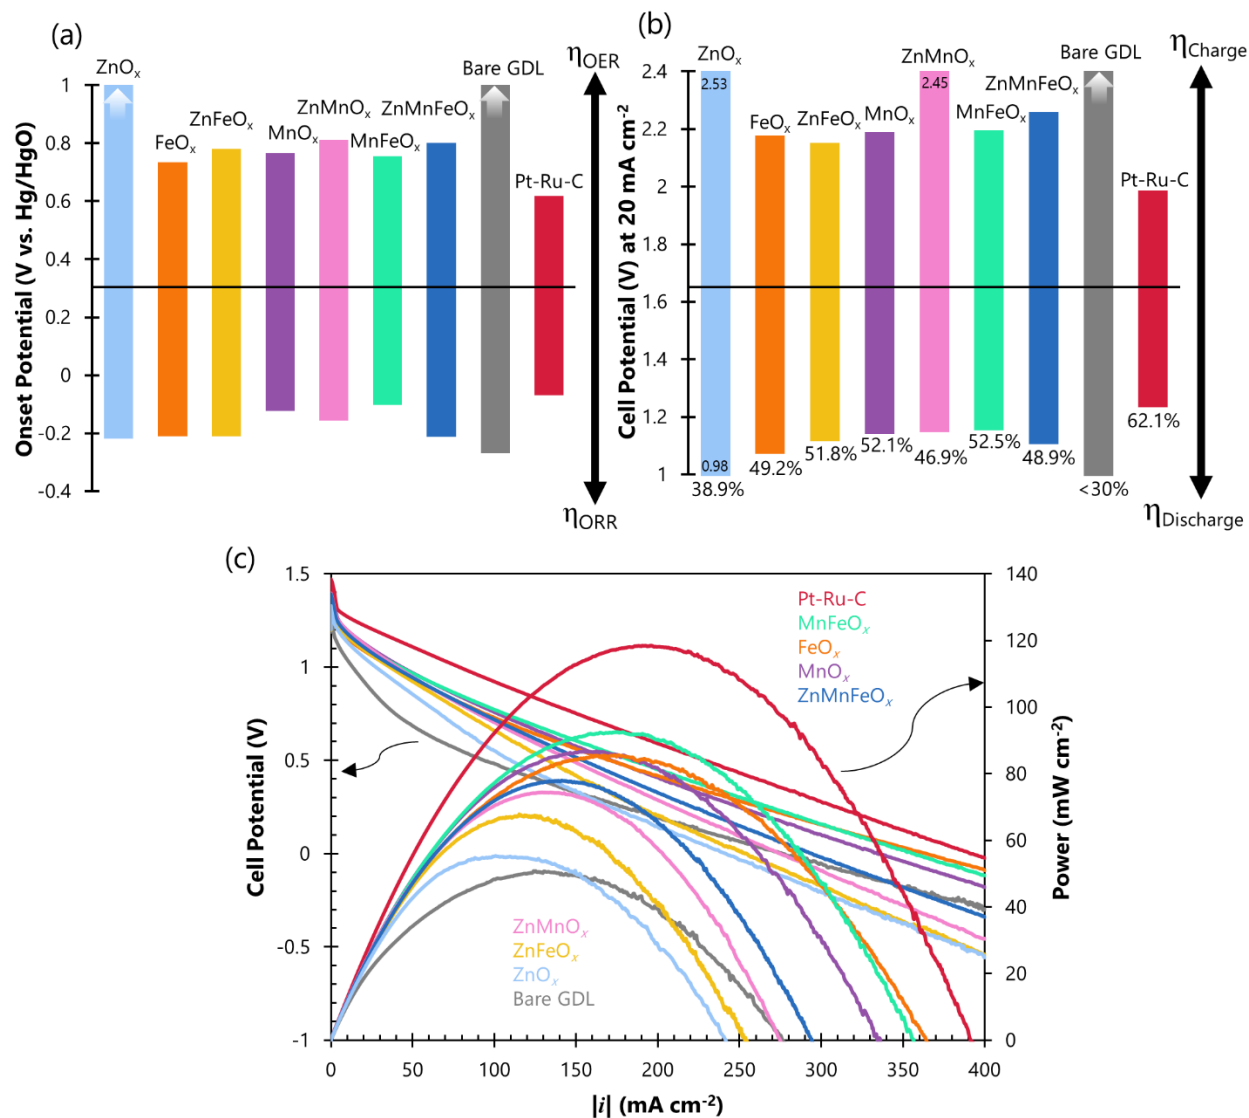 (a)
η_OER
ZnOₓ
Bare GDL
ZnMnOₓ
ZnMnFeOₓ
ZnFeOₓ
MnOₓ
MnFeOₓ
FeOₓ
Pt-Ru-C
1
0.8
0.6
0.4
0.2
0
-0.2
-0.4
Onset Potential (V vs. Hg/HgO)
η_ORR
(b)
η_Charge
ZnOₓ
ZnMnOₓ
Bare GDL
ZnMnFeOₓ
2.53
2.45
MnOₓ
MnFeOₓ
FeOₓ
ZnFeOₓ
Pt-Ru-C
2.4
2.2
2
1.8
1.6
1.4
1.2
1
Cell Potential (V) at 20 mA cm⁻²
0.98
38.9%
49.2%
51.8%
52.1%
46.9%
52.5%
48.9%
<30%
62.1%
η_Discharge
(c)
1.5
1
0.5
0
-0.5
-1
Cell Potential (V)
Pt-Ru-C
MnFeOₓ
FeOₓ
MnOₓ
ZnMnFeOₓ
ZnMnOₓ
ZnFeOₓ
ZnOₓ
Bare GDL
140
120
100
80
60
40
20
0
Power (mW cm⁻²)
0 50 100 150 200 250 300 350 400
|i| (mA cm⁻²)